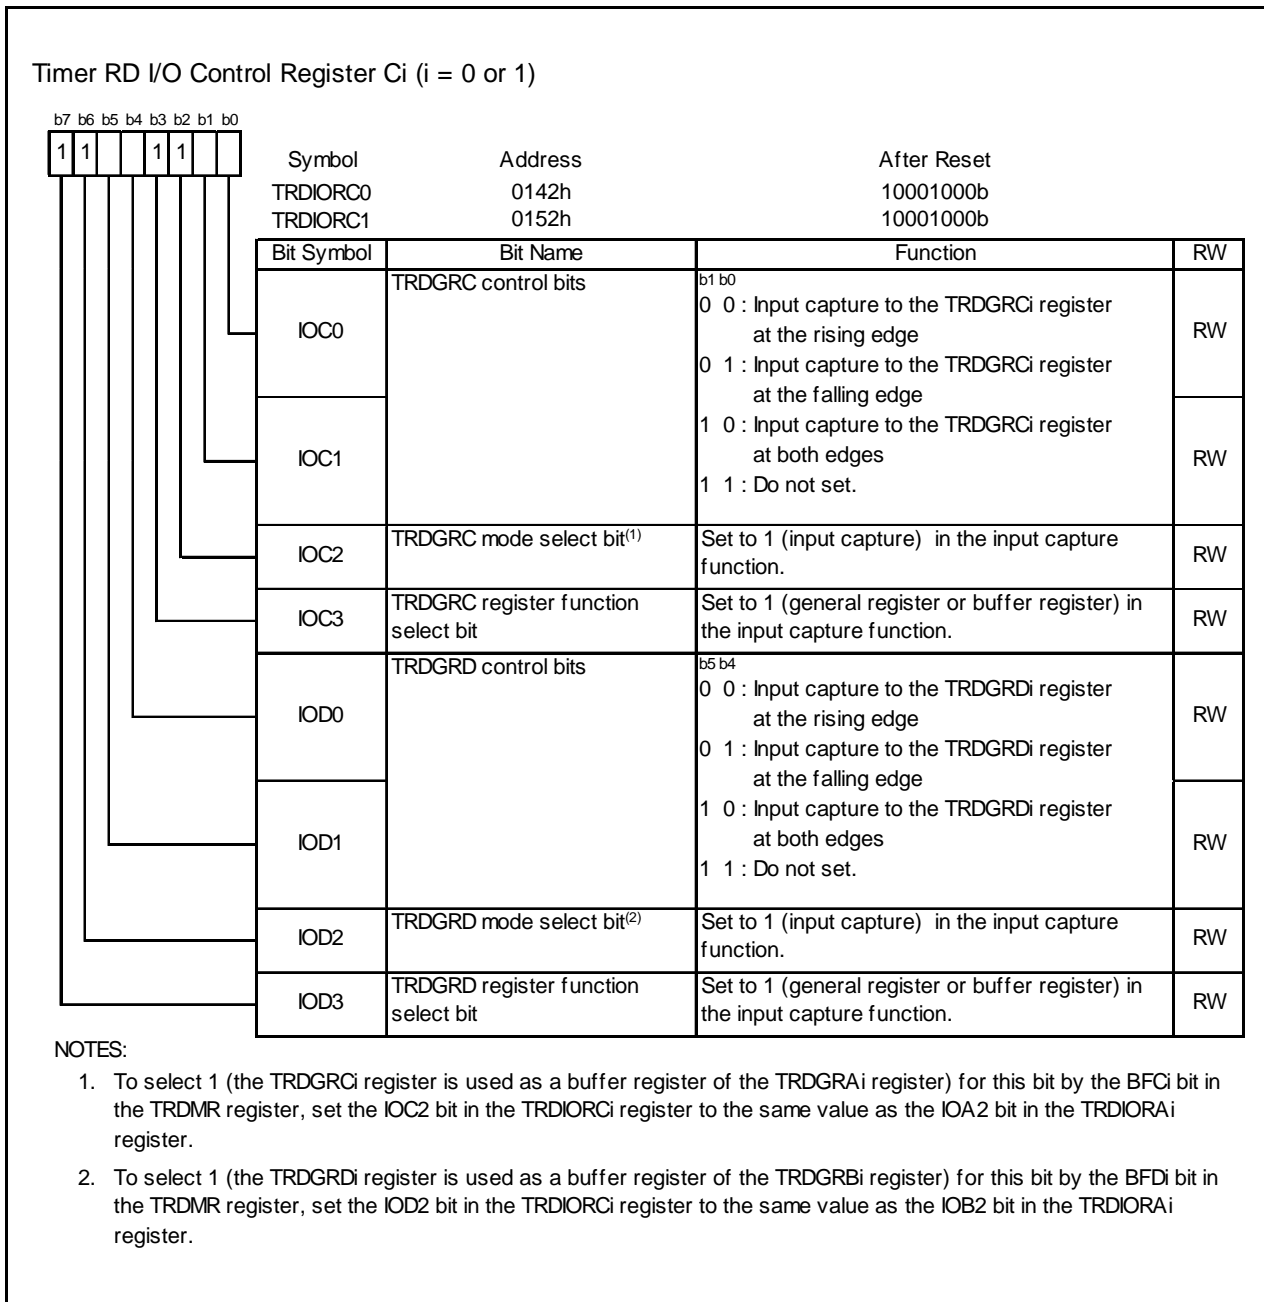 Timer RD I/O Control Register Ci (i = 0 or 1)
b7 b6 b5 b4 b3 b2 b1 b0
1 1 1 1
Symbol Address After Reset
TRDIORC0 0142h 10001000b
TRDIORC1 0152h 10001000b
Bit Symbol Bit Name Function RW
IOC0
TRDGRC control bits
b1 b0
0 0 : Input capture to the TRDGRCi register
at the rising edge
0 1 : Input capture to the TRDGRCi register
at the falling edge
1 0 : Input capture to the TRDGRCi register
at both edges
1 1 : Do not set.
RW
IOC1
RW
IOC2
TRDGRC mode select bit(1)
Set to 1 (input capture) in the input capture
function.
RW
IOC3
TRDGRC register function
select bit
Set to 1 (general register or buffer register) in
the input capture function.
RW
IOD0
TRDGRD control bits
b5 b4
0 0 : Input capture to the TRDGRDi register
at the rising edge
0 1 : Input capture to the TRDGRDi register
at the falling edge
1 0 : Input capture to the TRDGRDi register
at both edges
1 1 : Do not set.
RW
IOD1
RW
IOD2
TRDGRD mode select bit(2)
Set to 1 (input capture) in the input capture
function.
RW
IOD3
TRDGRD register function
select bit
Set to 1 (general register or buffer register) in
the input capture function.
RW
NOTES:
1. To select 1 (the TRDGRCi register is used as a buffer register of the TRDGRAi register) for this bit by the BFCi bit in
the TRDMR register, set the IOC2 bit in the TRDIORCi register to the same value as the IOA2 bit in the TRDIORAi
register.
2. To select 1 (the TRDGRDi register is used as a buffer register of the TRDGRBi register) for this bit by the BFDi bit in
the TRDMR register, set the IOD2 bit in the TRDIORCi register to the same value as the IOB2 bit in the TRDIORAi
register.